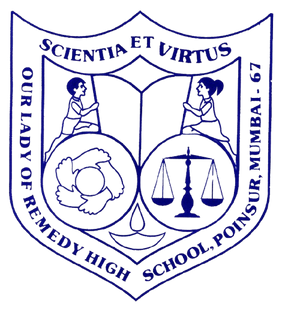 SCIENTIA ET VIRTUS
OUR LADY OF REMEDY HIGH SCHOOL, POINSUR, MUMBAI - 67